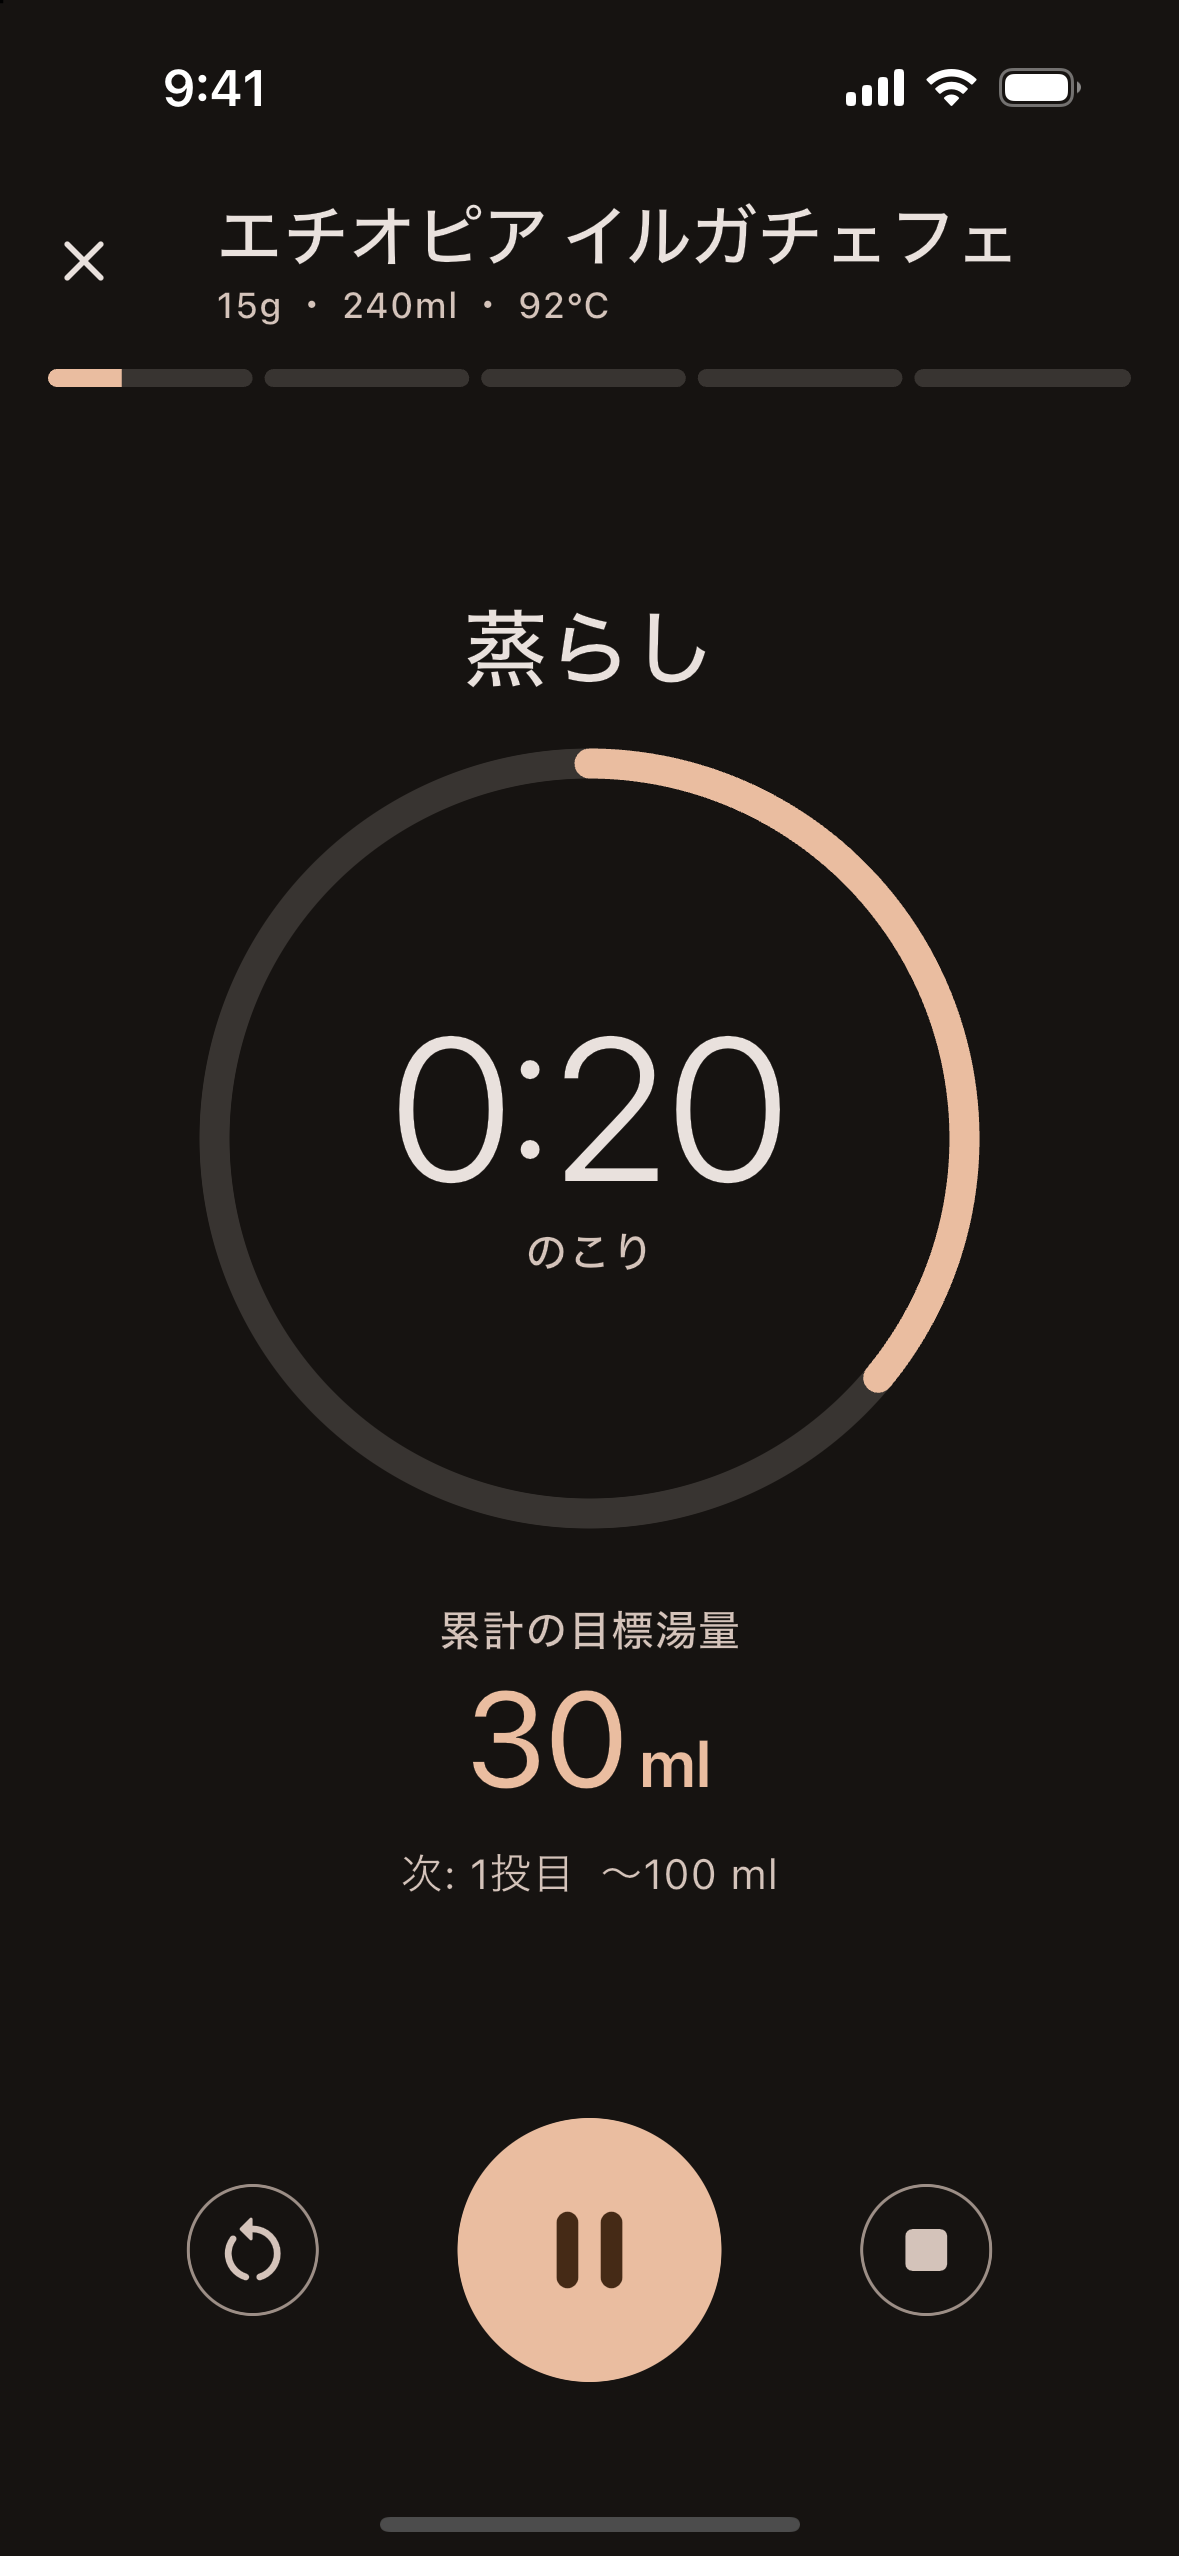 9:41
エチオピア イルガチェフェ
15g ・ 240ml ・ 92°C
蒸らし
0:20
のこり
累計の目標湯量
30 ml
次: 1投目 〜100 ml